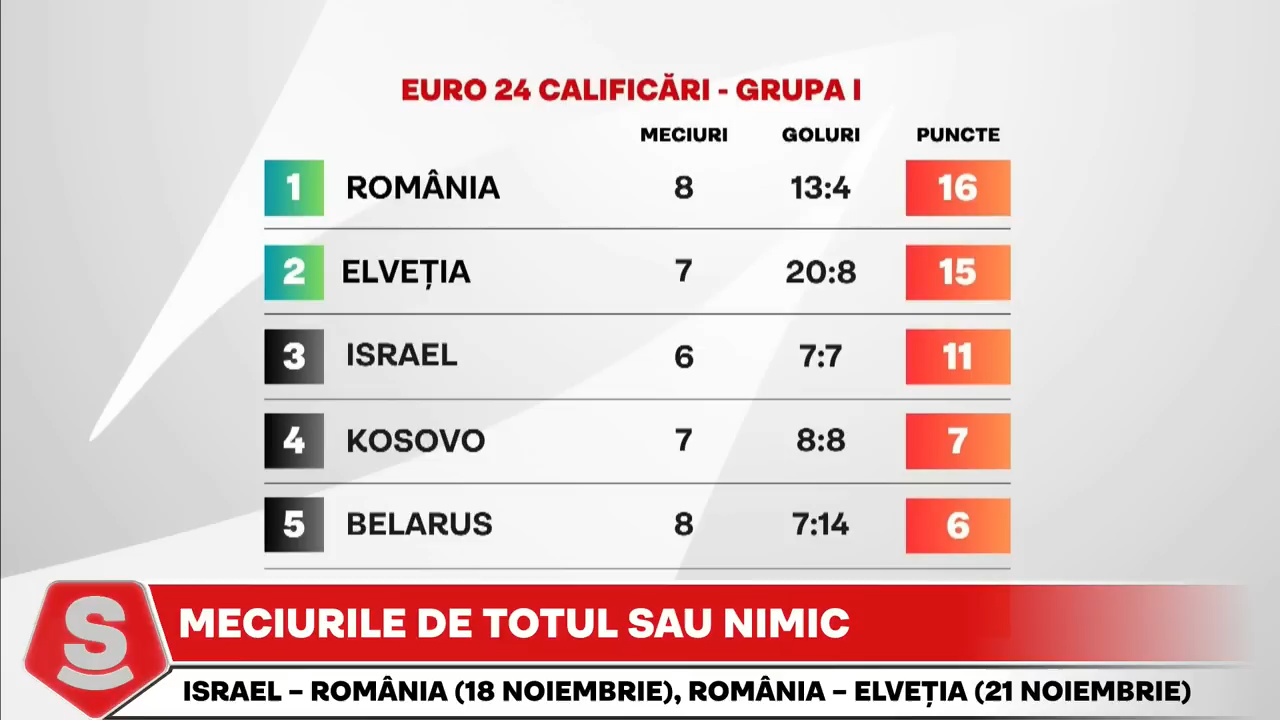 EURO 24 CALIFICĂRI - GRUPA I
MECIURI GOLURI PUNCTE
1 ROMÂNIA 8 13:4 16
2 ELVEȚIA 7 20:8 15
3 ISRAEL 6 7:7 11
4 KOSOVO 7 8:8 7
5 BELARUS 8 7:14 6
S MECIURILE DE TOTUL SAU NIMIC
ISRAEL – ROMÂNIA (18 NOIEMBRIE), ROMÂNIA – ELVEȚIA (21 NOIEMBRIE)